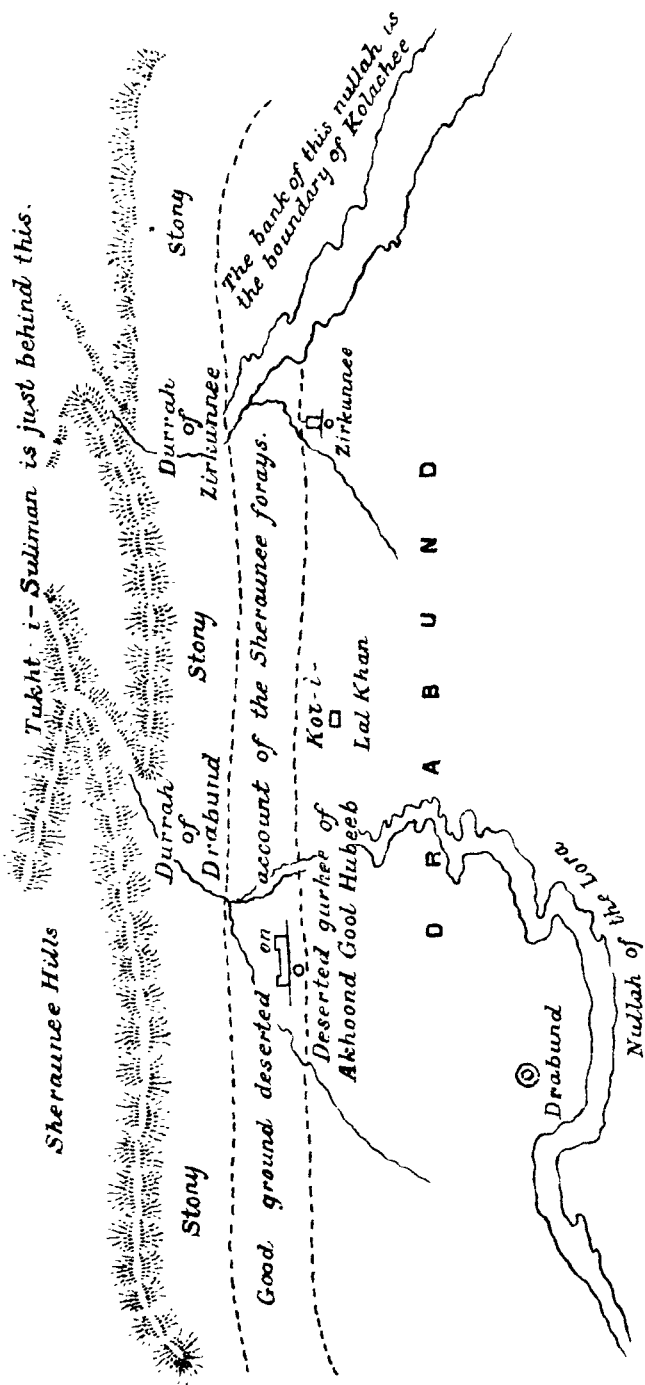 Tukht-i-Suliman is just behind this.
Sheraunee Hills
Stony
Durrah
of
Drabund
Stony
Durrah
of
Zirkunnee
Stony
Good ground deserted on account of the Sheraunee forays.
The bank of this nullah is
the boundary of Kolachee
Deserted gurhee of
Akhoond Gool Hubeeb
Kot-i-
Lal Khan
Zirkunnee
DRABUND
Drabund
Nullah of the Lora